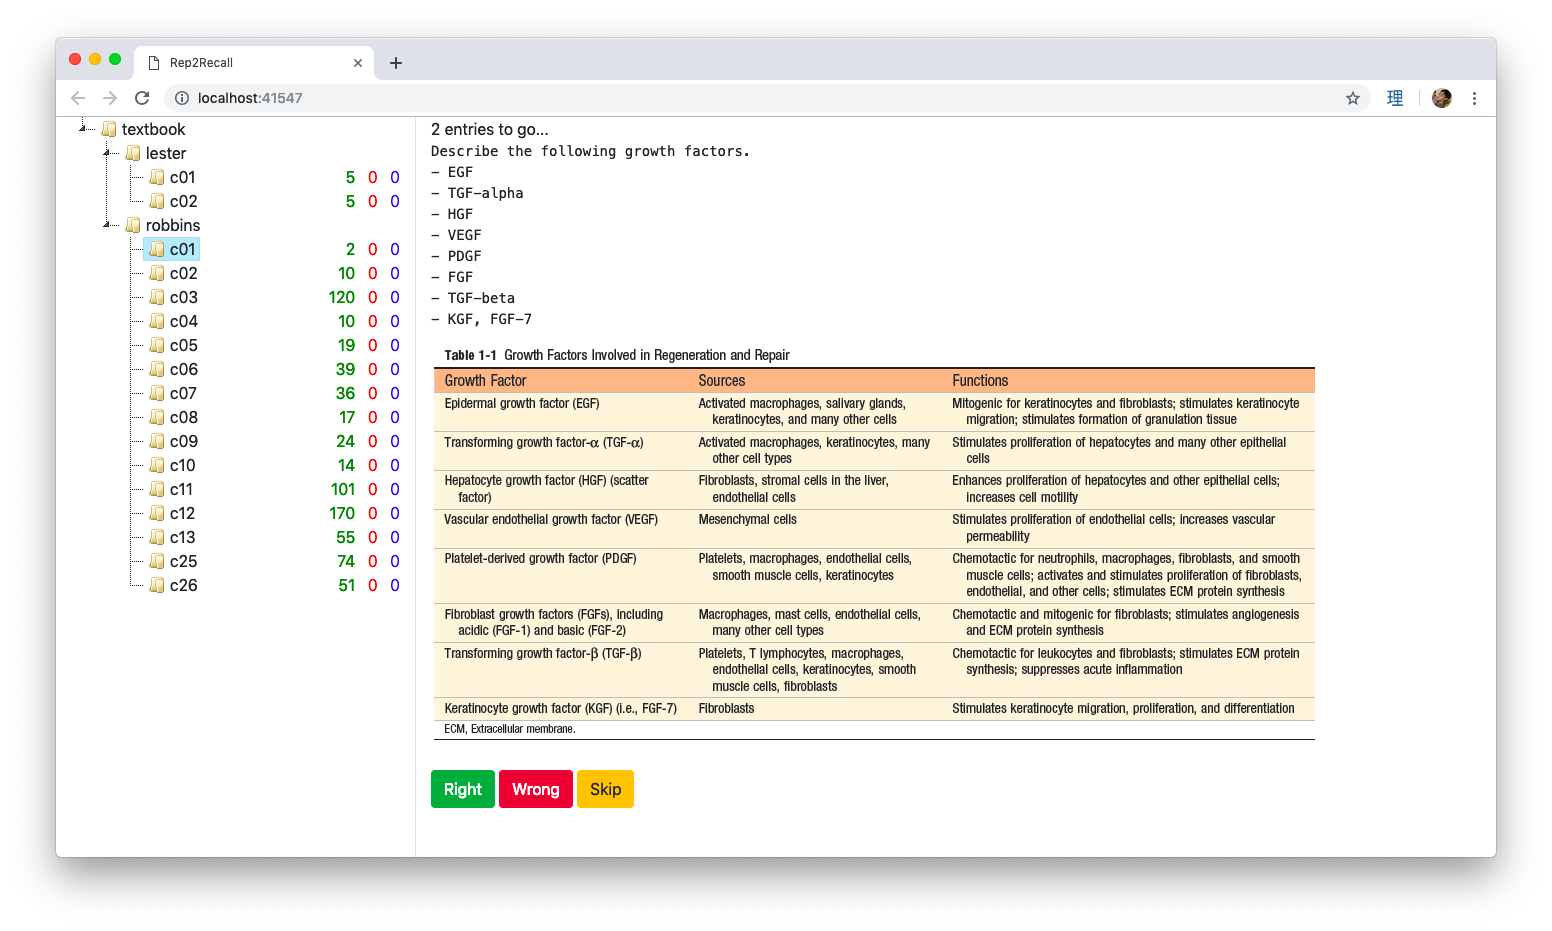 Rep2Recall
localhost:41547
理
textbook
lester
c01 5 0 0
c02 5 0 0
robbins
c01 2 0 0
c02 10 0 0
c03 120 0 0
c04 10 0 0
c05 19 0 0
c06 39 0 0
c07 36 0 0
c08 17 0 0
c09 24 0 0
c10 14 0 0
c11 101 0 0
c12 170 0 0
c13 55 0 0
c25 74 0 0
c26 51 0 0
2 entries to go...
Describe the following growth factors.
- EGF
- TGF-alpha
- HGF
- VEGF
- PDGF
- FGF
- TGF-beta
- KGF, FGF-7
Table 1-1 Growth Factors Involved in Regeneration and Repair
Growth Factor Sources Functions
Epidermal growth factor (EGF) Activated macrophages, salivary glands, Mitogenic for keratinocytes and fibroblasts; stimulates keratinocyte
keratinocytes, and many other cells migration; stimulates formation of granulation tissue
Transforming growth factor-α (TGF-α) Activated macrophages, keratinocytes, many Stimulates proliferation of hepatocytes and many other epithelial
other cell types cells
Hepatocyte growth factor (HGF) (scatter Fibroblasts, stromal cells in the liver, Enhances proliferation of hepatocytes and other epithelial cells;
factor) endothelial cells increases cell motility
Vascular endothelial growth factor (VEGF) Mesenchymal cells Stimulates proliferation of endothelial cells; increases vascular
permeability
Platelet-derived growth factor (PDGF) Platelets, macrophages, endothelial cells, Chemotactic for neutrophils, macrophages, fibroblasts, and smooth
smooth muscle cells, keratinocytes muscle cells; activates and stimulates proliferation of fibroblasts,
endothelial, and other cells; stimulates ECM protein synthesis
Fibroblast growth factors (FGFs), including Macrophages, mast cells, endothelial cells, Chemotactic and mitogenic for fibroblasts; stimulates angiogenesis
acidic (FGF-1) and basic (FGF-2) many other cell types and ECM protein synthesis
Transforming growth factor-β (TGF-β) Platelets, T lymphocytes, macrophages, Chemotactic for leukocytes and fibroblasts; stimulates ECM protein
endothelial cells, keratinocytes, smooth synthesis; suppresses acute inflammation
muscle cells, fibroblasts
Keratinocyte growth factor (KGF) (i.e., FGF-7) Fibroblasts Stimulates keratinocyte migration, proliferation, and differentiation
ECM, Extracellular membrane.
Right Wrong Skip